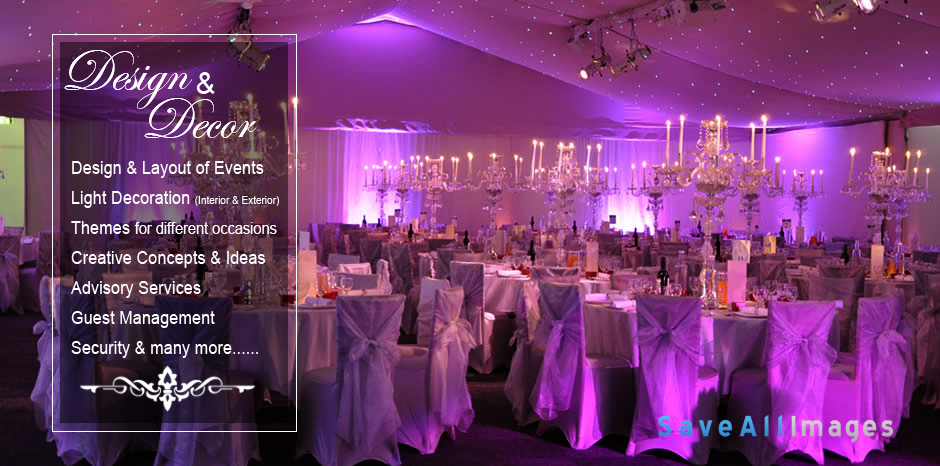 Design &
Decor
Design & Layout of Events
Light Decoration (Interior & Exterior)
Themes for different occasions
Creative Concepts & Ideas
Advisory Services
Guest Management
Security & many more......
SaveAllImages